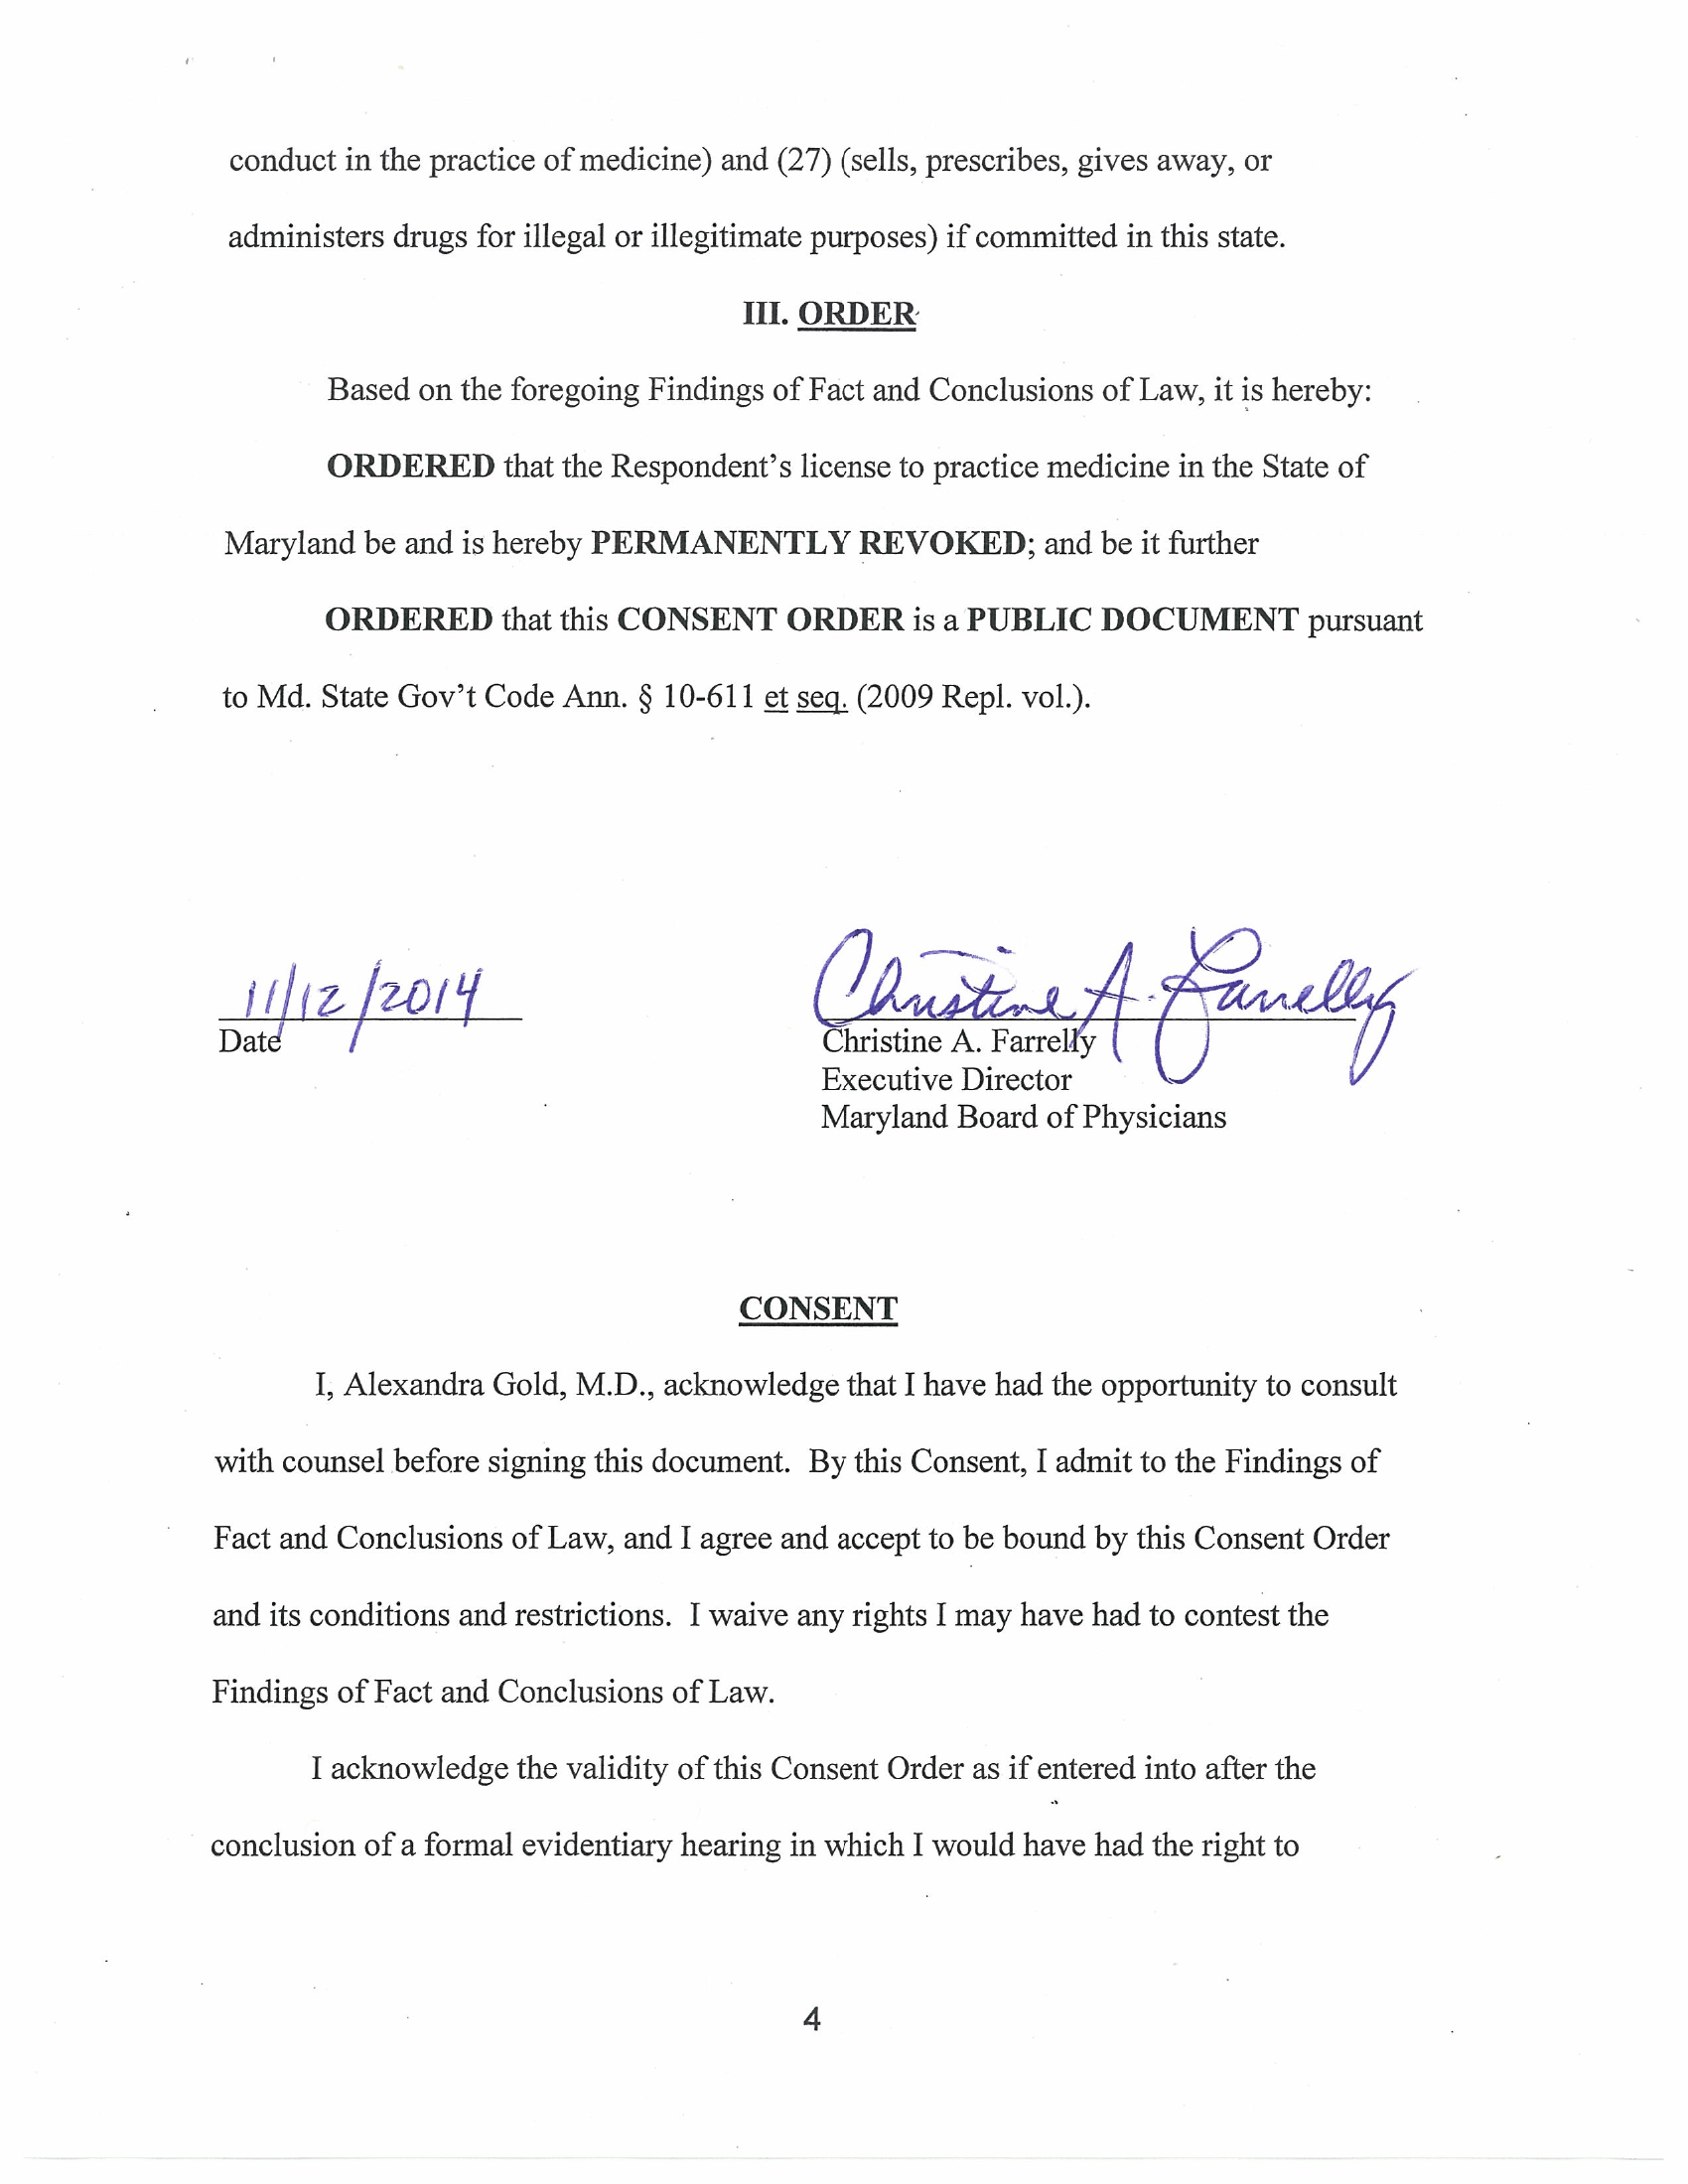 conduct in the practice of medicine) and (27) (sells, prescribes, gives away, or
administers drugs for illegal or illegitimate purposes) if committed in this state.
III. ORDER
Based on the foregoing Findings of Fact and Conclusions of Law, it is hereby:
ORDERED that the Respondent's license to practice medicine in the State of
Maryland be and is hereby PERMANENTLY REVOKED; and be it further
ORDERED that this CONSENT ORDER is a PUBLIC DOCUMENT pursuant
to Md. State Gov't Code Ann. § 10-611 et seq. (2009 Repl. vol.).
11/12/2014
Date
Christine A. Farrelly
Christine A. Farrelly
Executive Director
Maryland Board of Physicians
CONSENT
I, Alexandra Gold, M.D., acknowledge that I have had the opportunity to consult
with counsel before signing this document. By this Consent, I admit to the Findings of
Fact and Conclusions of Law, and I agree and accept to be bound by this Consent Order
and its conditions and restrictions. I waive any rights I may have had to contest the
Findings of Fact and Conclusions of Law.
I acknowledge the validity of this Consent Order as if entered into after the
conclusion of a formal evidentiary hearing in which I would have had the right to
4